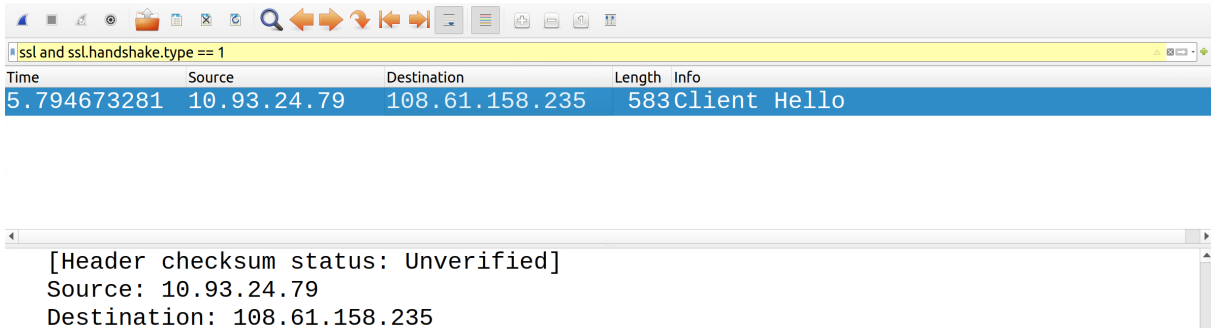 ssl and ssl.handshake.type == 1
Time Source Destination Length Info
5.794673281 10.93.24.79 108.61.158.235 583 Client Hello
[Header checksum status: Unverified]
Source: 10.93.24.79
Destination: 108.61.158.235